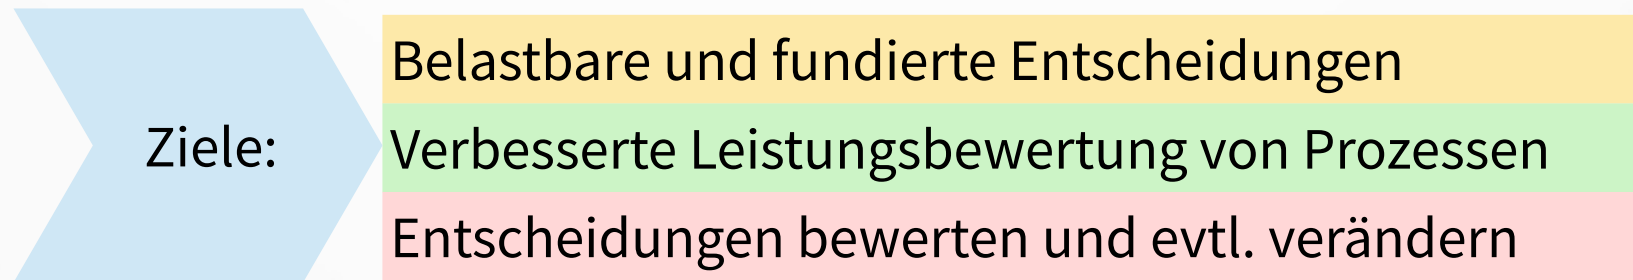 Ziele:
Belastbare und fundierte Entscheidungen
Verbesserte Leistungsbewertung von Prozessen
Entscheidungen bewerten und evtl. verändern